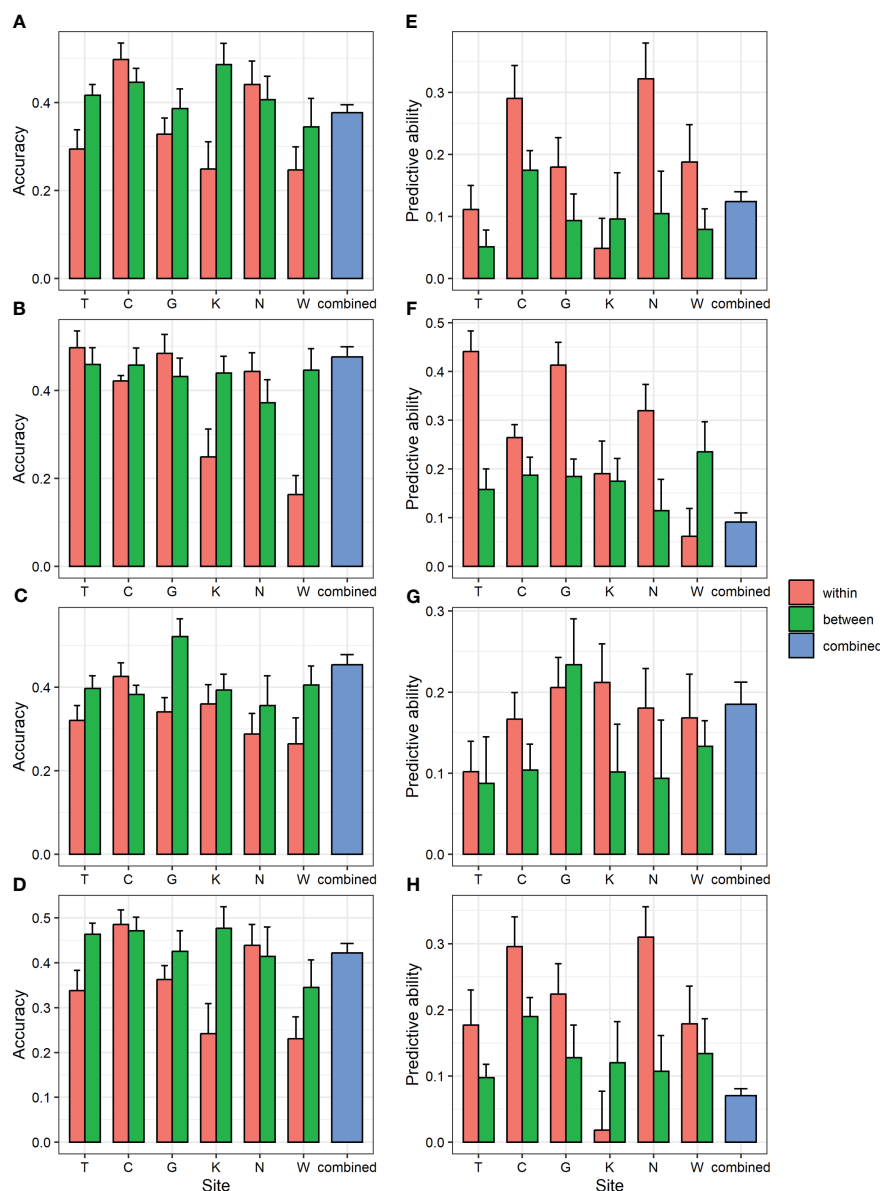 A
Accuracy
0.4
0.2
0.0
T C G K N W combined
B
Accuracy
0.4
0.2
0.0
T C G K N W combined
C
Accuracy
0.4
0.2
0.0
T C G K N W combined
D
Accuracy
0.5
0.4
0.3
0.2
0.1
0.0
T C G K N W combined
Site
E
Predictive ability
0.3
0.2
0.1
0.0
T C G K N W combined
F
Predictive ability
0.5
0.4
0.3
0.2
0.1
0.0
T C G K N W combined
G
Predictive ability
0.3
0.2
0.1
0.0
T C G K N W combined
H
Predictive ability
0.3
0.2
0.1
0.0
T C G K N W combined
Site
within
between
combined